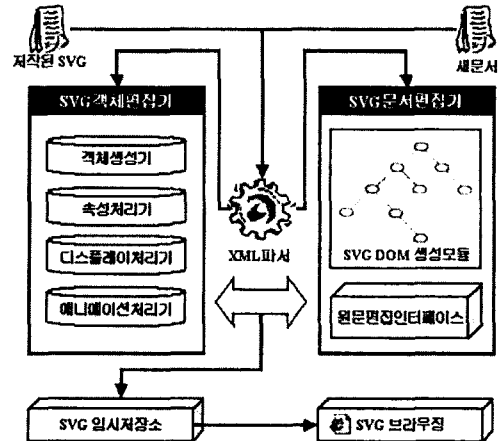 저작된 SVG
새문서
SVG객체편집기
객체생성기
속성처리기
디스플레이처리기
애니메이션처리기
XML파서
SVG문서편집기
SVG DOM 생성모듈
원문편집인터페이스
SVG 임시저장소
SVG 브라우징